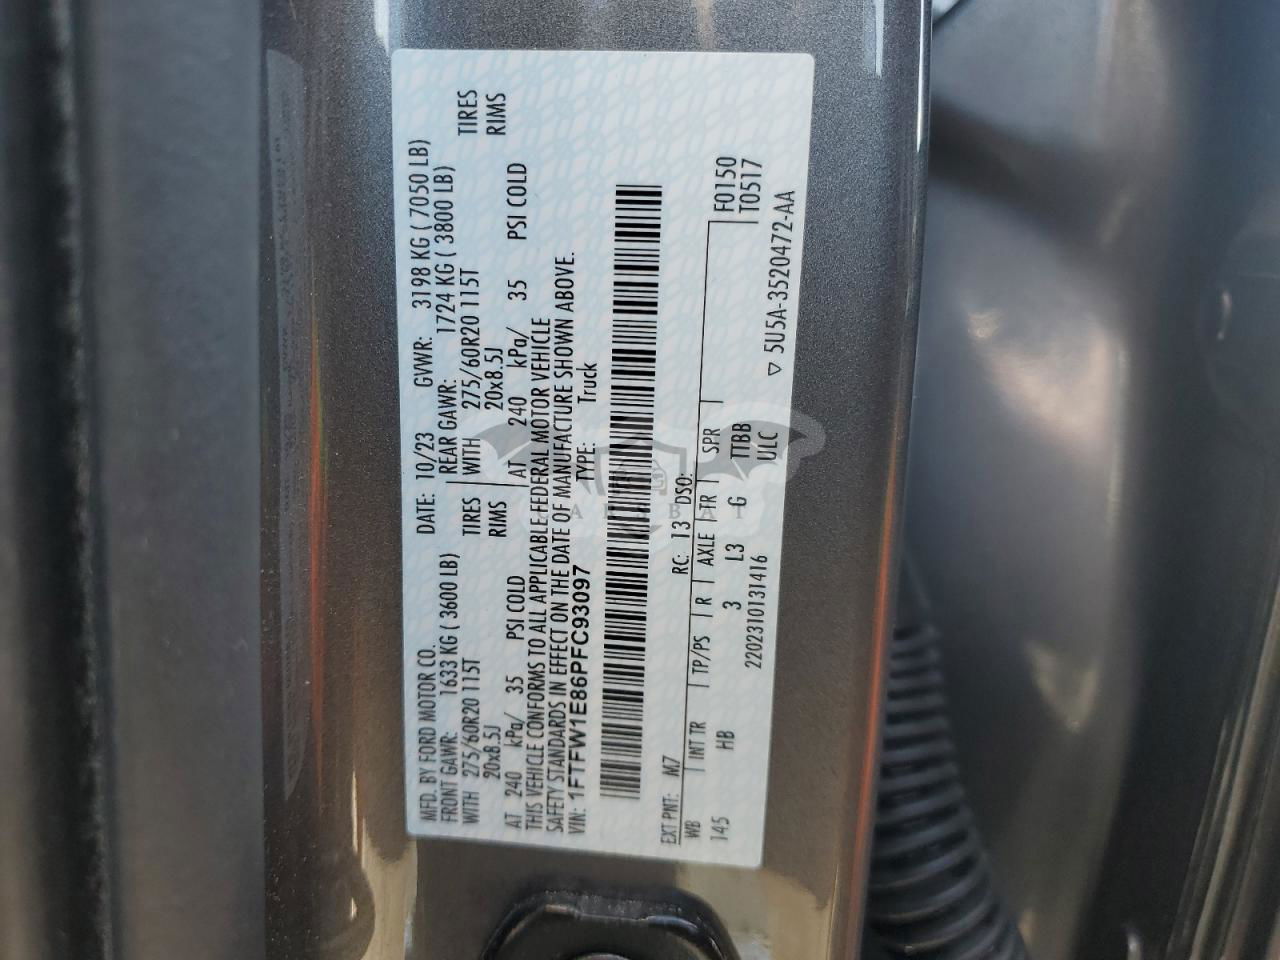 MFD. BY FORD MOTOR CO.
DATE: 10/23 GVWR: 3198 KG ( 7050 LB)
FRONT GAWR: 1633 KG ( 3600 LB) REAR GAWR: 1724 KG ( 3800 LB)
WITH 275/60R20 115T TIRES WITH 275/60R20 115T TIRES
20x8.5J RIMS 20x8.5J RIMS
AT 240 kPa/ 35 PSI COLD AT 240 kPa/ 35 PSI COLD
THIS VEHICLE CONFORMS TO ALL APPLICABLE FEDERAL MOTOR VEHICLE
SAFETY STANDARDS IN EFFECT ON THE DATE OF MANUFACTURE SHOWN ABOVE.
VIN: 1FTFW1E86PFC93097 TYPE: Truck
EXT PNT: M7 RC: 13 DSO:
WB INT TR TP/PS R AXLE TR SPR F0150
145 HB 3 L3 G TTBB T0517
2202310131416 ULC
▽ 5U5A-3520472-AA
CARSBAT